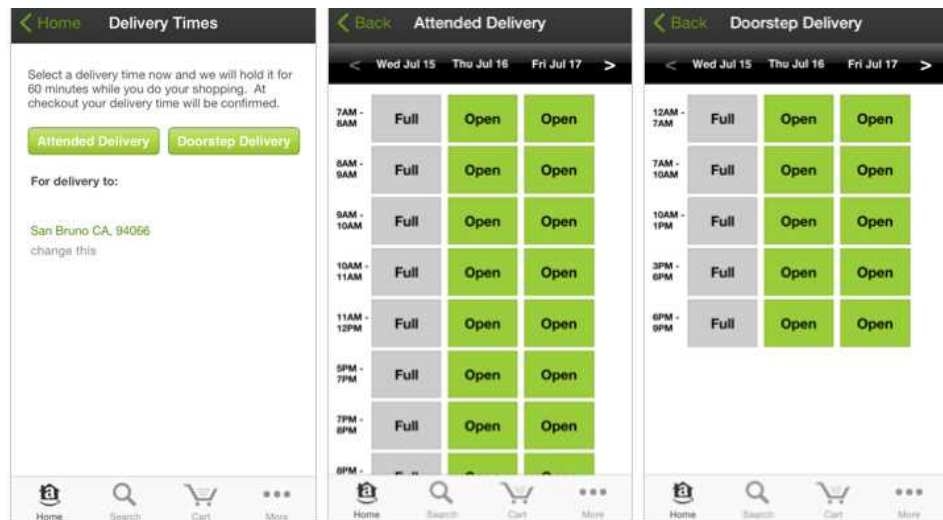 Home Delivery Times
Select a delivery time now and we will hold it for
60 minutes while you do your shopping. At
checkout your delivery time will be confirmed.
Attended Delivery Doorstep Delivery
For delivery to:
San Bruno CA, 94066
change this
Home Search Cart More
Back Attended Delivery
< Wed Jul 15 Thu Jul 16 Fri Jul 17 >
7AM - 8AM Full Open Open
8AM - 9AM Full Open Open
9AM - 10AM Full Open Open
10AM - 11AM Full Open Open
11AM - 12PM Full Open Open
5PM - 7PM Full Open Open
7PM - 8PM Full Open Open
8PM -
Home Search Cart More
Back Doorstep Delivery
< Wed Jul 15 Thu Jul 16 Fri Jul 17 >
12AM - 7AM Full Open Open
7AM - 10AM Full Open Open
10AM - 1PM Full Open Open
3PM - 6PM Full Open Open
6PM - 9PM Full Open Open
Home Search Cart More